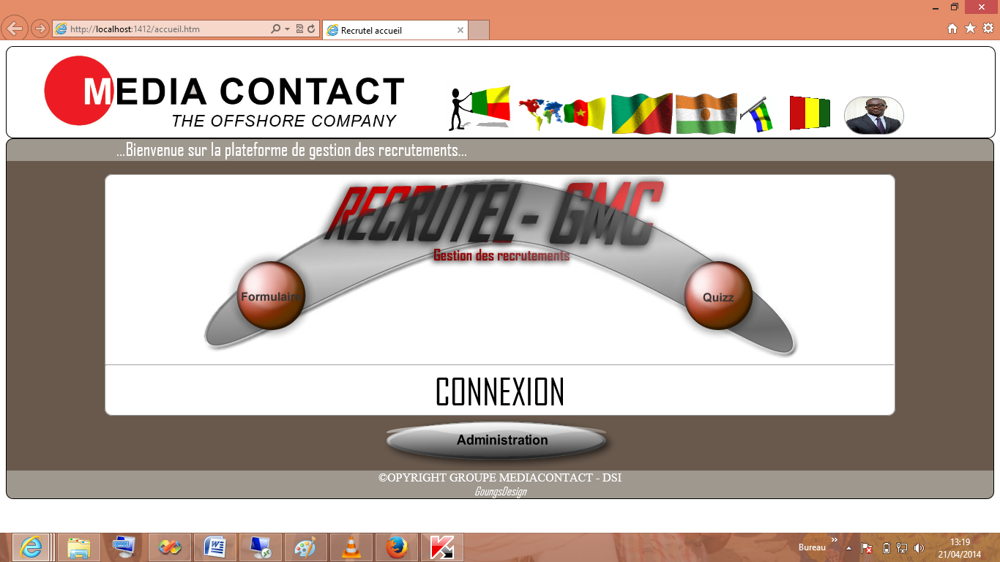 http://localhost:1412/accueil.htm
Recrutel accueil
MEDIA CONTACT
THE OFFSHORE COMPANY
...Bienvenue sur la plateforme de gestion des recrutements...
RECRUTEL- GMC
Gestion des recrutements
Formulaire
Quizz
CONNEXION
Administration
©OPYRIGHT GROUPE MEDIACONTACT - DSI
GoungsDesign
Bureau
13:19
21/04/2014